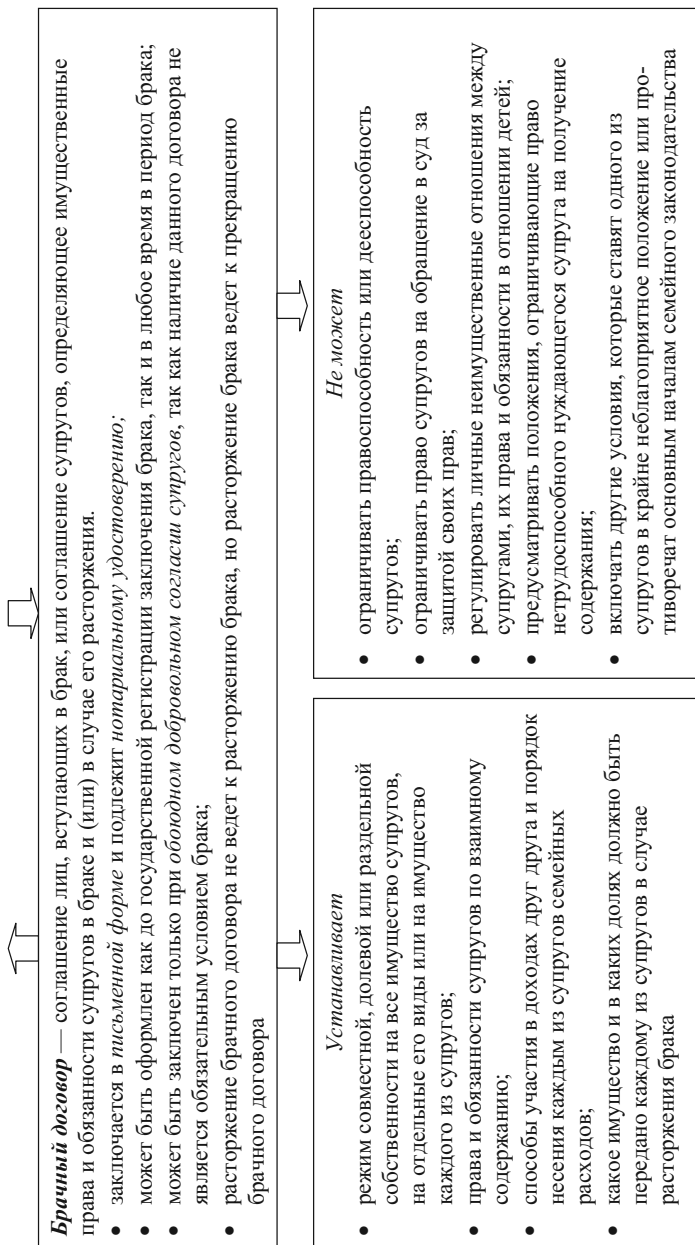 Брачный договор — соглашение лиц, вступающих в брак, или соглашение супругов, определяющее имущественные
права и обязанности супругов в браке и (или) в случае его расторжения.
● заключается в письменной форме и подлежит нотариальному удостоверению;
● может быть оформлен как до государственной регистрации заключения брака, так и в любое время в период брака;
● может быть заключен только при обоюдном добровольном согласии супругов, так как наличие данного договора не
является обязательным условием брака;
● расторжение брачного договора не ведет к расторжению брака, но расторжение брака ведет к прекращению
брачного договора
Устанавливает
● режим совместной, долевой или раздельной
собственности на все имущество супругов,
на отдельные его виды или на имущество
каждого из супругов;
● права и обязанности супругов по взаимному
содержанию;
● способы участия в доходах друг друга и порядок
несения каждым из супругов семейных
расходов;
● какое имущество и в каких долях должно быть
передано каждому из супругов в случае
расторжения брака
Не может
● ограничивать правоспособность или дееспособность
супругов;
● ограничивать право супругов на обращение в суд за
защитой своих прав;
● регулировать личные неимущественные отношения между
супругами, их права и обязанности в отношении детей;
● предусматривать положения, ограничивающие право
нетрудоспособного нуждающегося супруга на получение
содержания;
● включать другие условия, которые ставят одного из
супругов в крайне неблагоприятное положение или про-
тиворечат основным началам семейного законодательства